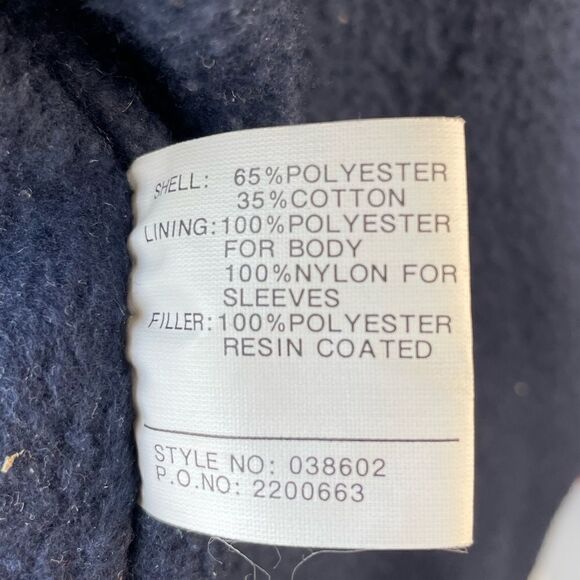 SHELL: 65%POLYESTER
35%COTTON
LINING:100%POLYESTER
FOR BODY
100%NYLON FOR
SLEEVES
FILLER:100%POLYESTER
RESIN COATED
STYLE NO: 038602
P.O.NO: 2200663